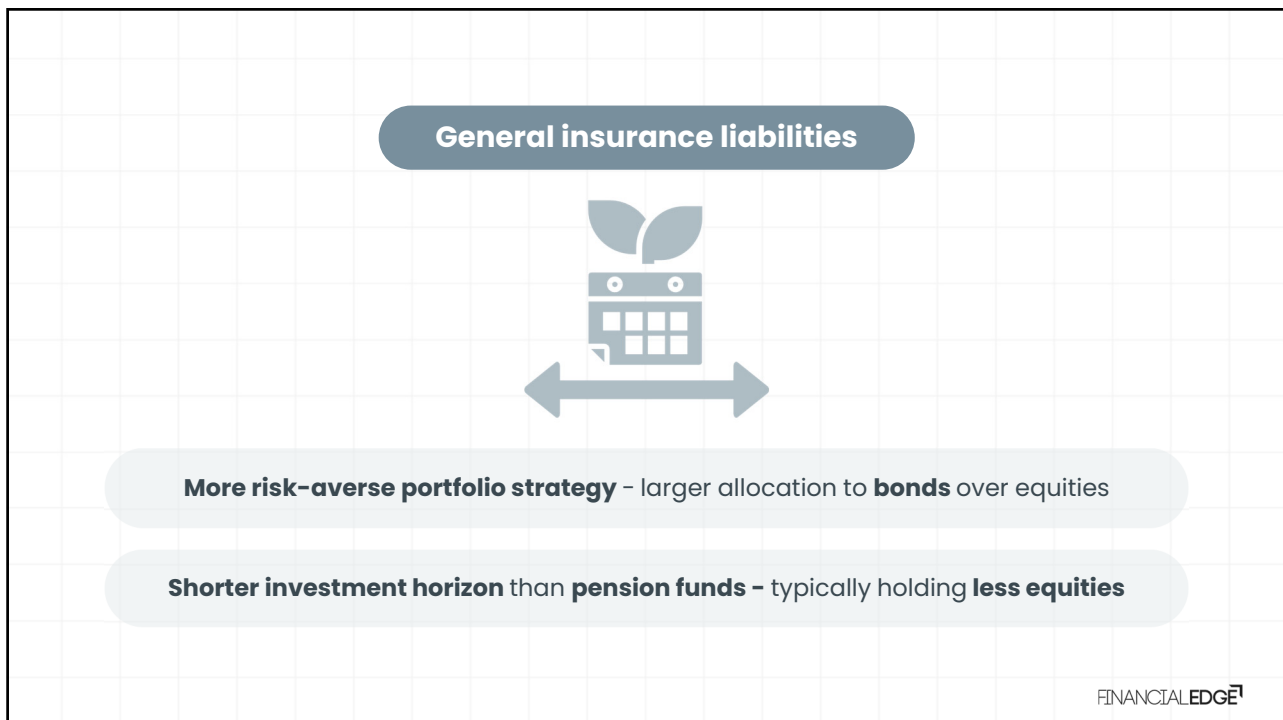 General insurance liabilities
More risk-averse portfolio strategy - larger allocation to bonds over equities
Shorter investment horizon than pension funds - typically holding less equities
FINANCIALEDGE